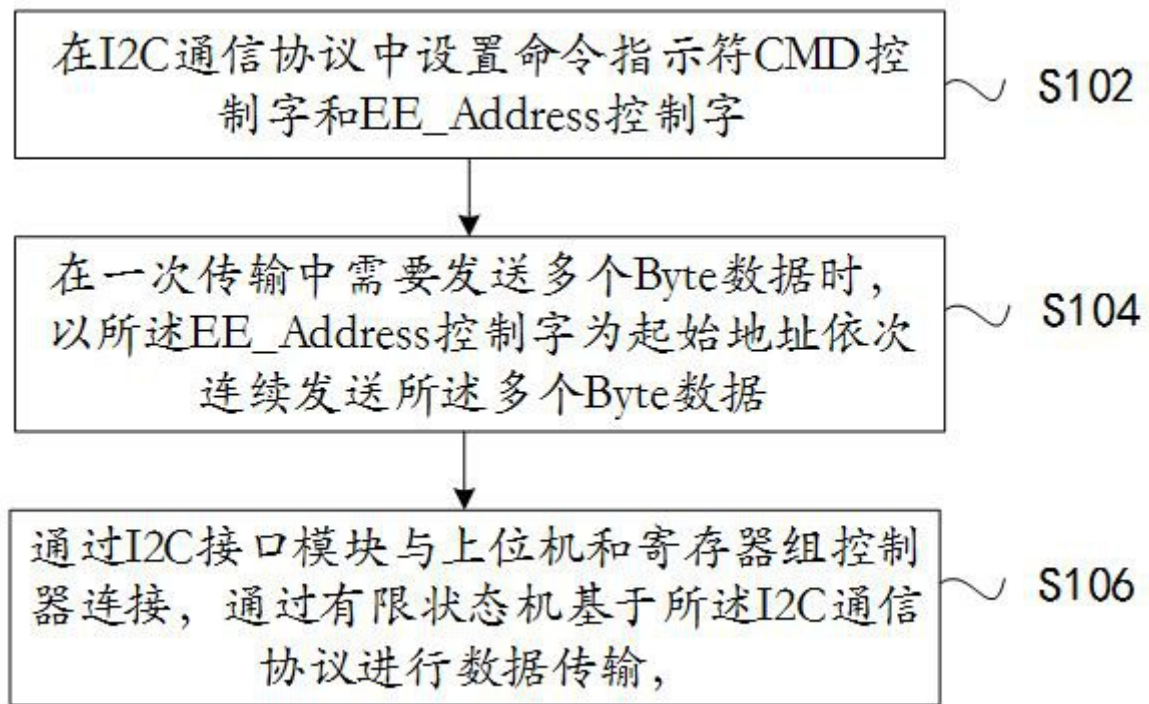 在I2C通信协议中设置命令指示符CMD控
制字和EE_Address控制字
S102
在一次传输中需要发送多个Byte数据时，
以所述EE_Address控制字为起始地址依次
连续发送所述多个Byte数据
S104
通过I2C接口模块与上位机和寄存器组控制
器连接，通过有限状态机基于所述I2C通信
协议进行数据传输，
S106